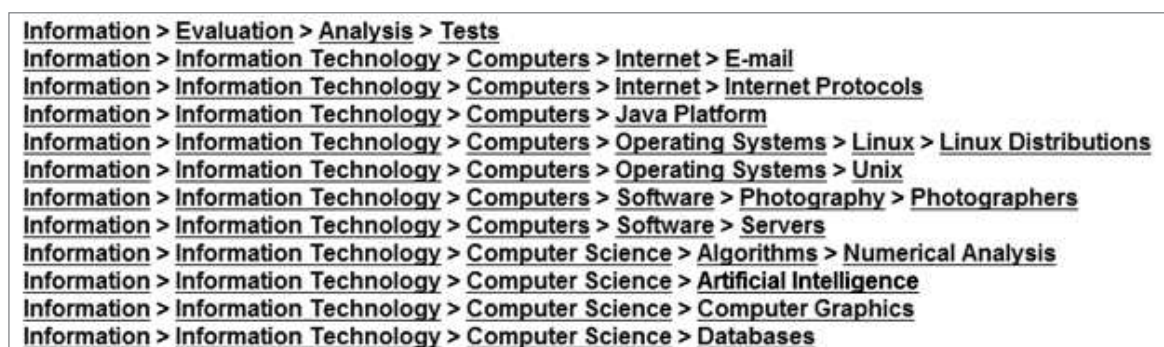 Information > Evaluation > Analysis > Tests
Information > Information Technology > Computers > Internet > E-mail
Information > Information Technology > Computers > Internet > Internet Protocols
Information > Information Technology > Computers > Java Platform
Information > Information Technology > Computers > Operating Systems > Linux > Linux Distributions
Information > Information Technology > Computers > Operating Systems > Unix
Information > Information Technology > Computers > Software > Photography > Photographers
Information > Information Technology > Computers > Software > Servers
Information > Information Technology > Computer Science > Algorithms > Numerical Analysis
Information > Information Technology > Computer Science > Artificial Intelligence
Information > Information Technology > Computer Science > Computer Graphics
Information > Information Technology > Computer Science > Databases